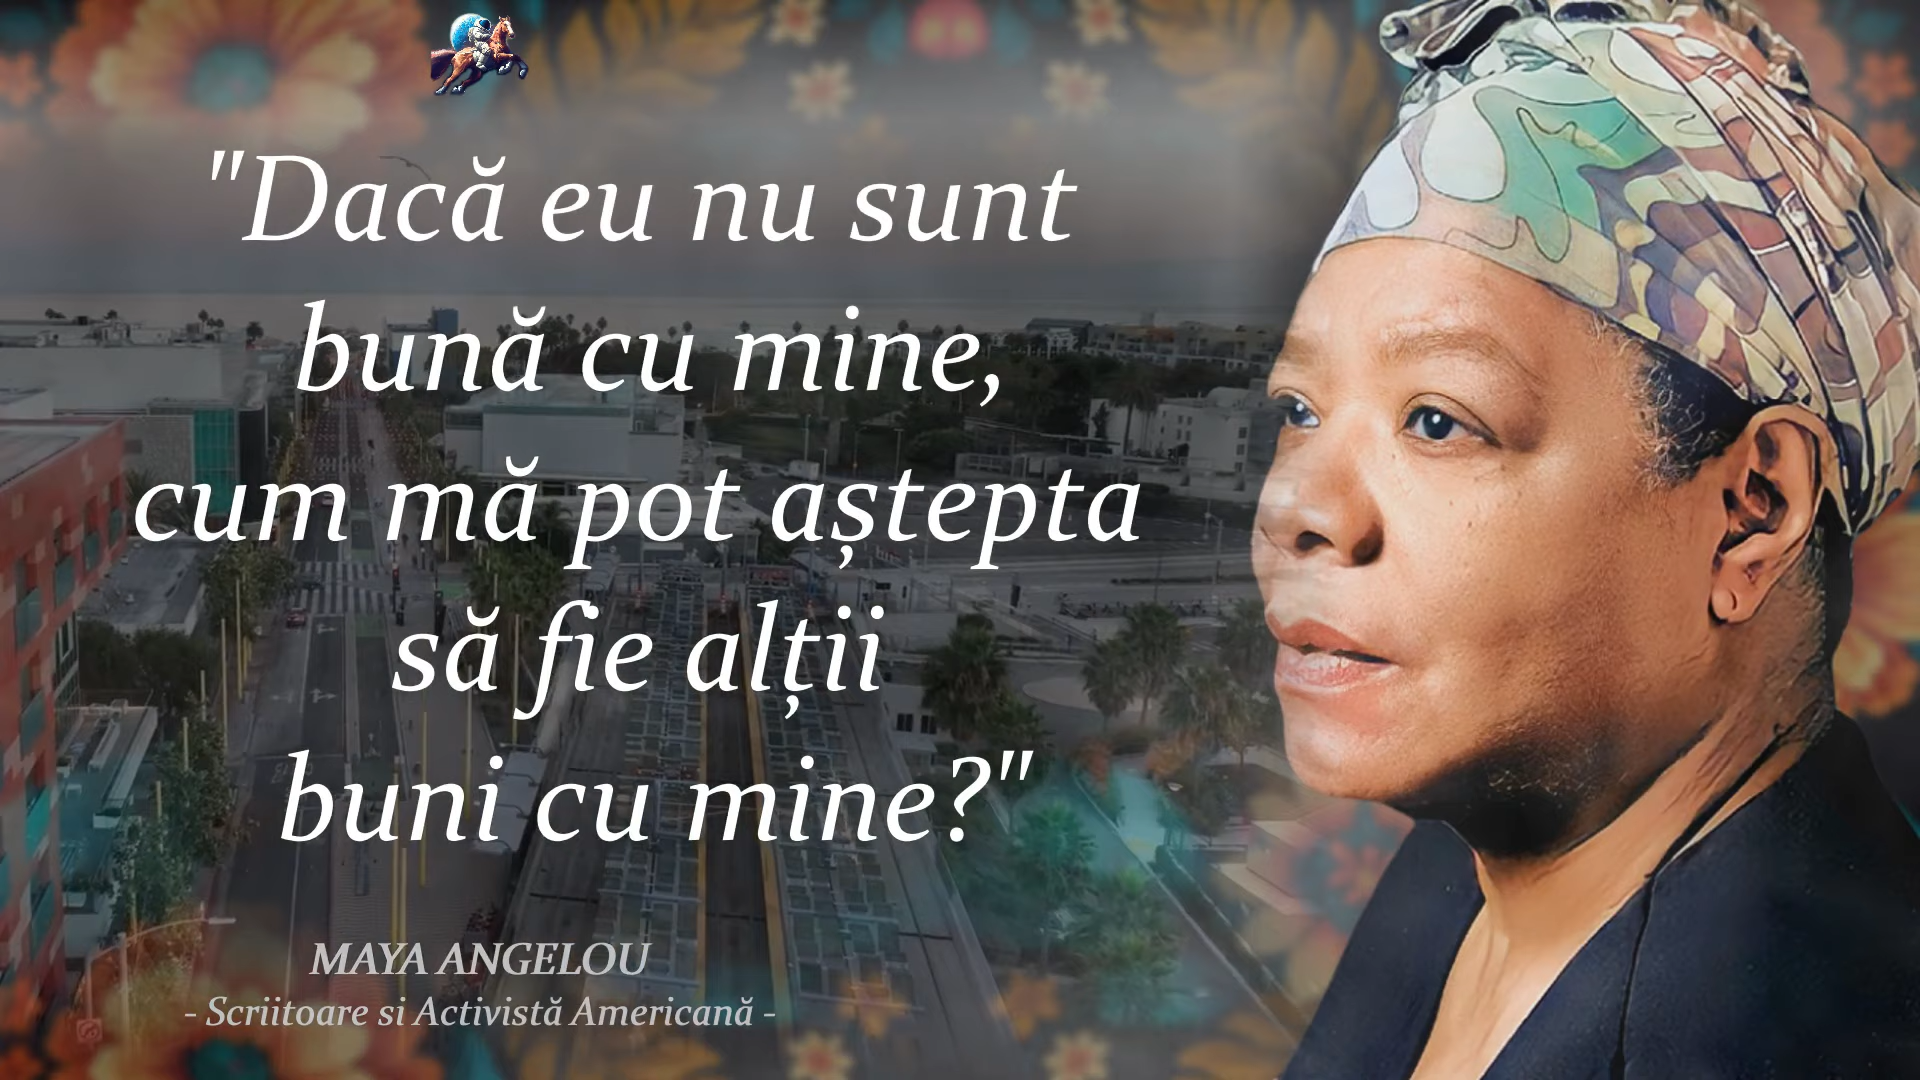 "Dacă eu nu sunt
bună cu mine,
cum mă pot aștepta
să fie alții
buni cu mine?"
MAYA ANGELOU
- Scriitoare si Activistă Americană -